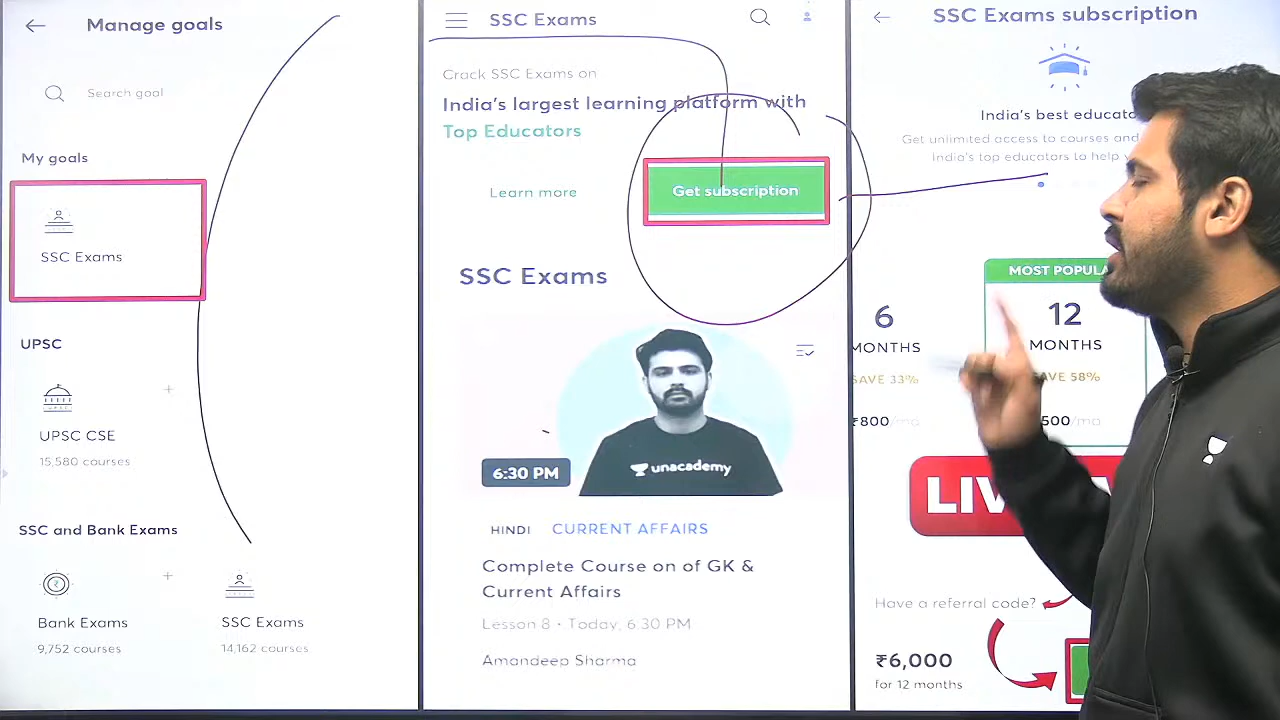 Manage goals
Search goal
My goals
SSC Exams
UPSC
UPSC CSE
15,580 courses
SSC and Bank Exams
Bank Exams
9,752 courses
SSC Exams
14,162 courses
SSC Exams
Crack SSC Exams on
India's largest learning platform with
Top Educators
Learn more
Get subscription
SSC Exams
unacademy
6:30 PM
HINDI CURRENT AFFAIRS
Complete Course on of GK &
Current Affairs
Lesson 8 • Today, 6:30 PM
Amandeep Sharma
SSC Exams subscription
India's best
Get unlimited access to courses and
India's top educators to help
MOST
6
MONTHS
SAVE 33%
₹800/mo
12
MONTHS
58%
500/mo
Have a referral code?
₹6,000
for 12 months